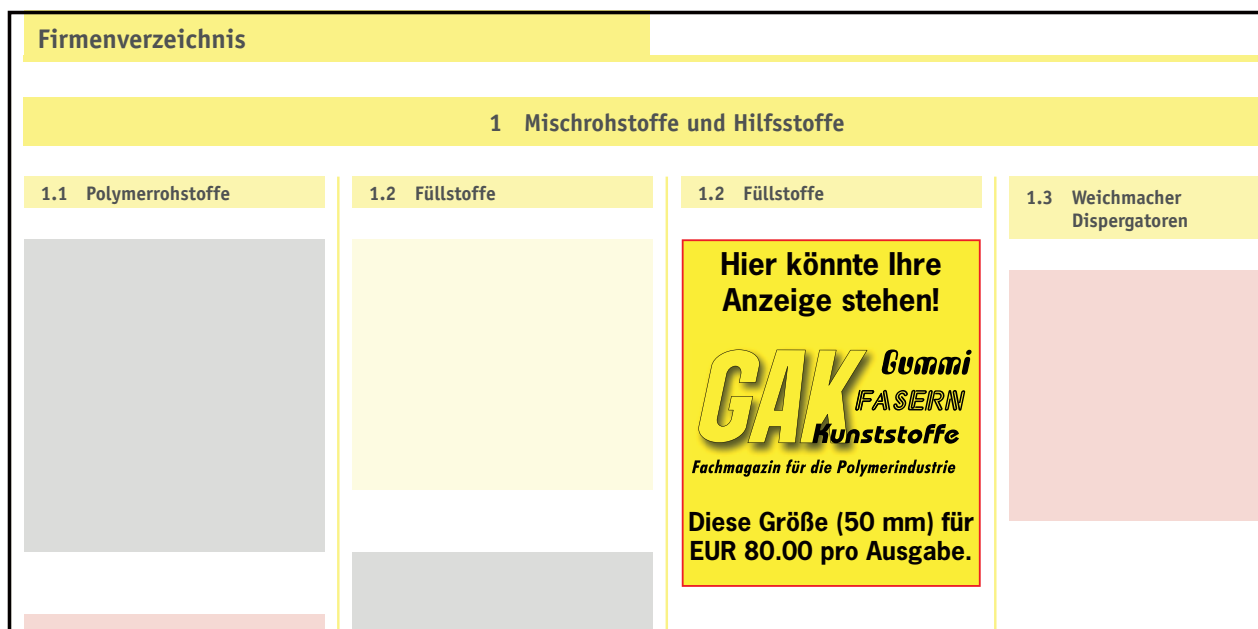 Firmenverzeichnis
1 Mischrohstoffe und Hilfsstoffe
1.1 Polymerrohstoffe
1.2 Füllstoffe
1.2 Füllstoffe
Hier könnte Ihre
Anzeige stehen!
GAK
Gummi
FASERN
Kunststoffe
Fachmagazin für die Polymerindustrie
Diese Größe (50 mm) für
EUR 80.00 pro Ausgabe.
1.3 Weichmacher
Dispergatoren